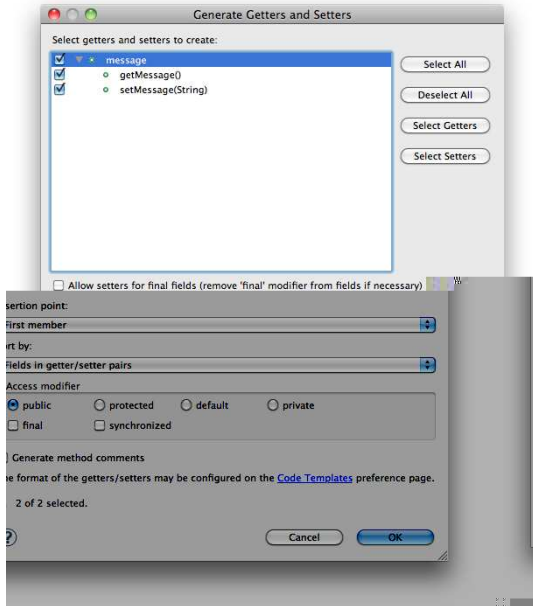 Generate Getters and Setters
Select getters and setters to create:
message
getMessage()
setMessage(String)
Select All
Deselect All
Select Getters
Select Setters
Allow setters for final fields (remove 'final' modifier from fields if necessary)
sertion point:
First member
ort by:
Fields in getter/setter pairs
Access modifier
public protected default private
final synchronized
Generate method comments
he format of the getters/setters may be configured on the Code Templates preference page.
2 of 2 selected.
? Cancel OK